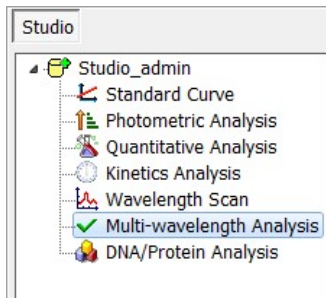 Studio
Studio_admin
Standard Curve
Photometric Analysis
Quantitative Analysis
Kinetics Analysis
Wavelength Scan
Multi-wavelength Analysis
DNA/Protein Analysis